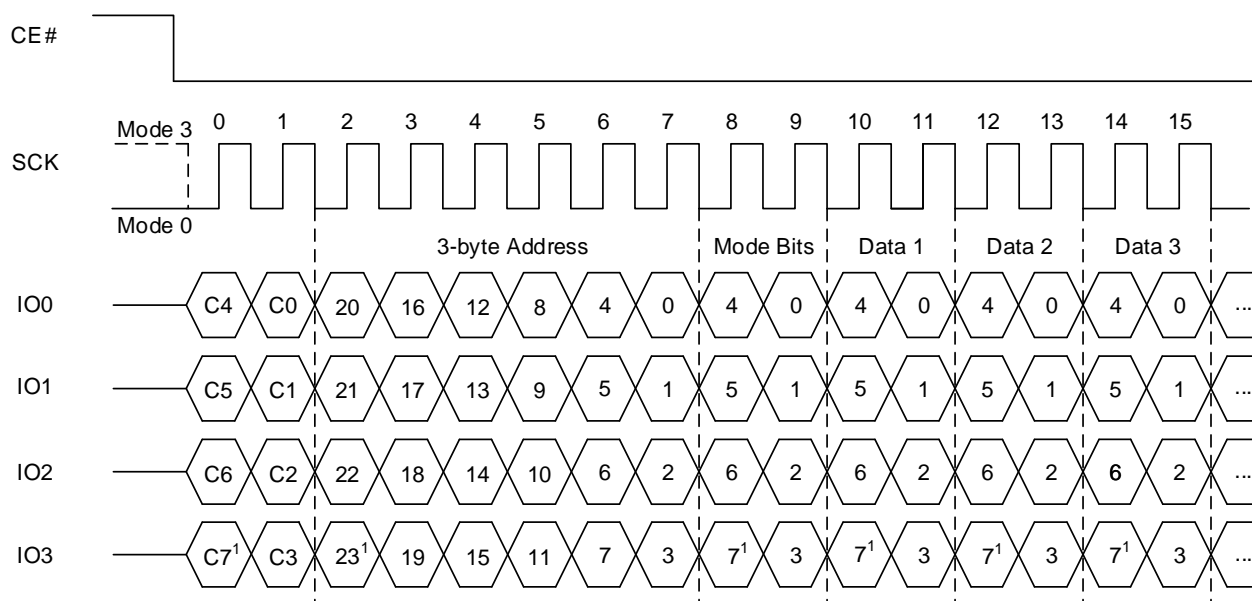 CE#
Mode 3 0 1 2 3 4 5 6 7 8 9 10 11 12 13 14 15
SCK
Mode 0
3-byte Address Mode Bits Data 1 Data 2 Data 3
IO0 C4 C0 20 16 12 8 4 0 4 0 4 0 4 0 4 0 ...
IO1 C5 C1 21 17 13 9 5 1 5 1 5 1 5 1 5 1 ...
IO2 C6 C2 22 18 14 10 6 2 6 2 6 2 6 2 6 2 ...
IO3 C7¹ C3 23¹ 19 15 11 7 3 7¹ 3 7¹ 3 7¹ 3 7¹ 3 ...